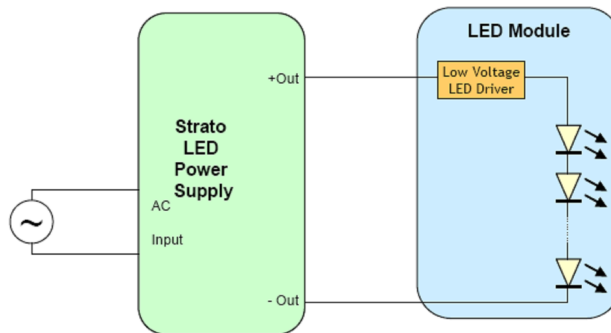 LED Module
+Out
Low Voltage
LED Driver
Strato
LED
Power
Supply
AC
Input
- Out
~